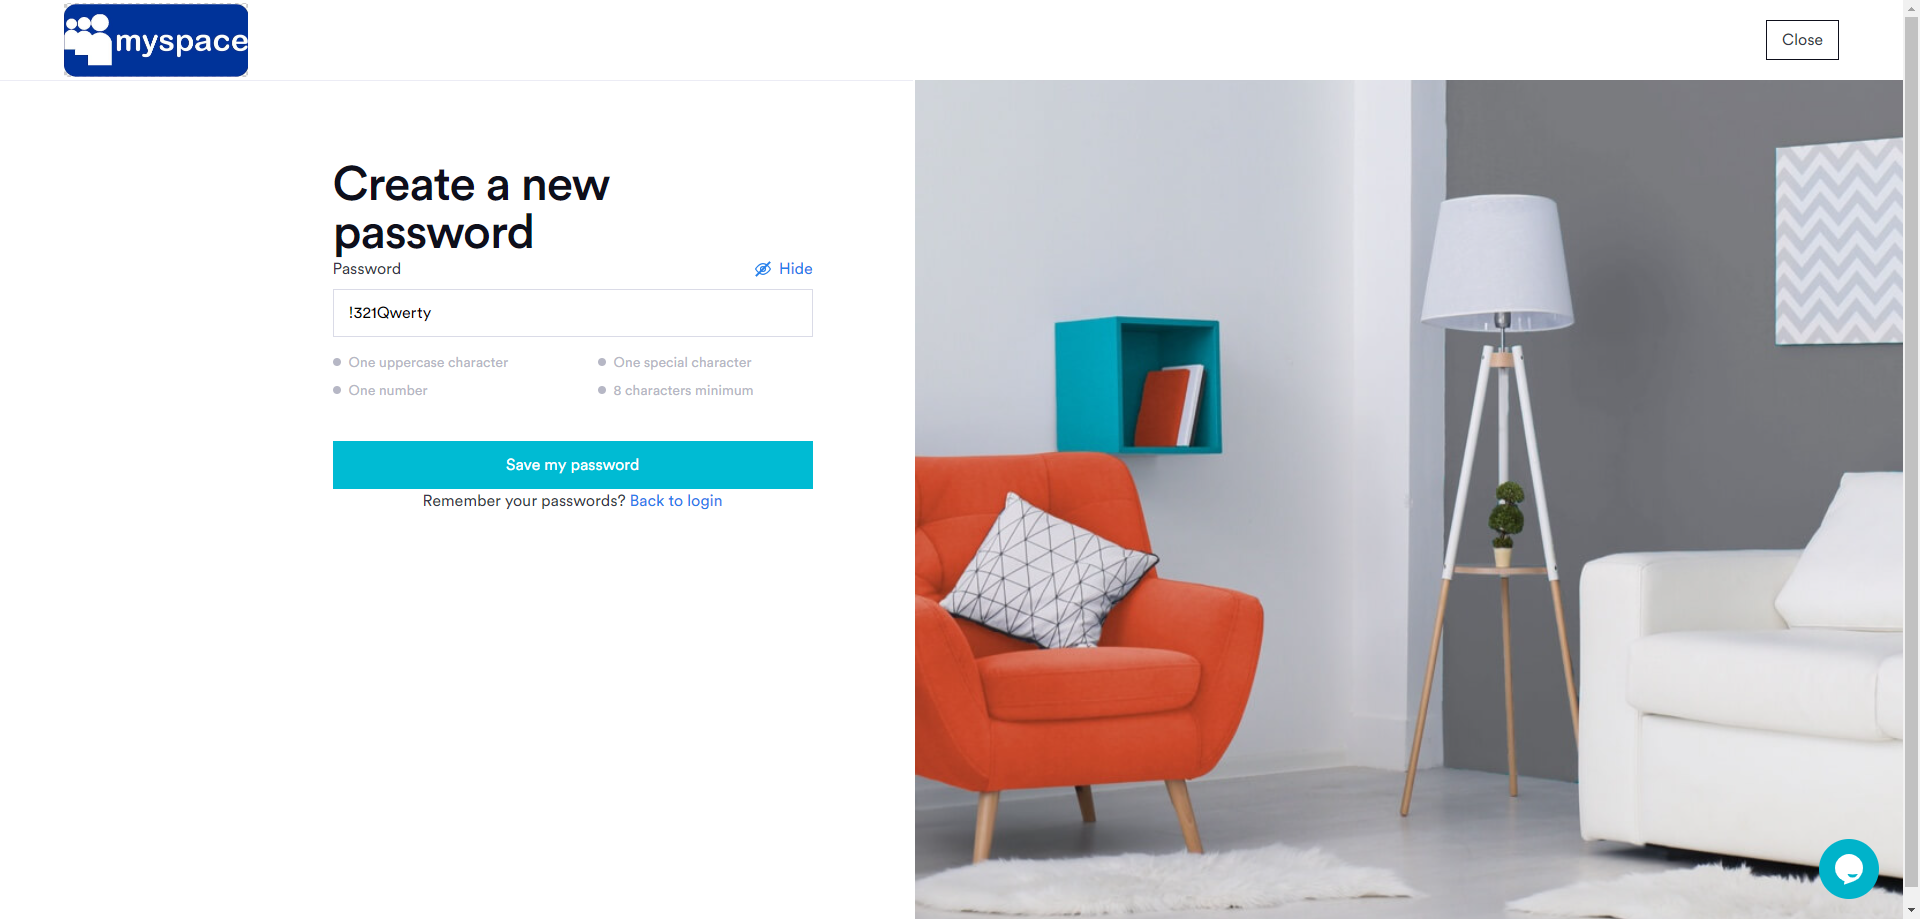 myspace
Close
Create a new
password
Password
Hide
!321Qwerty
One uppercase character
One special character
One number
8 characters minimum
Save my password
Remember your passwords? Back to login